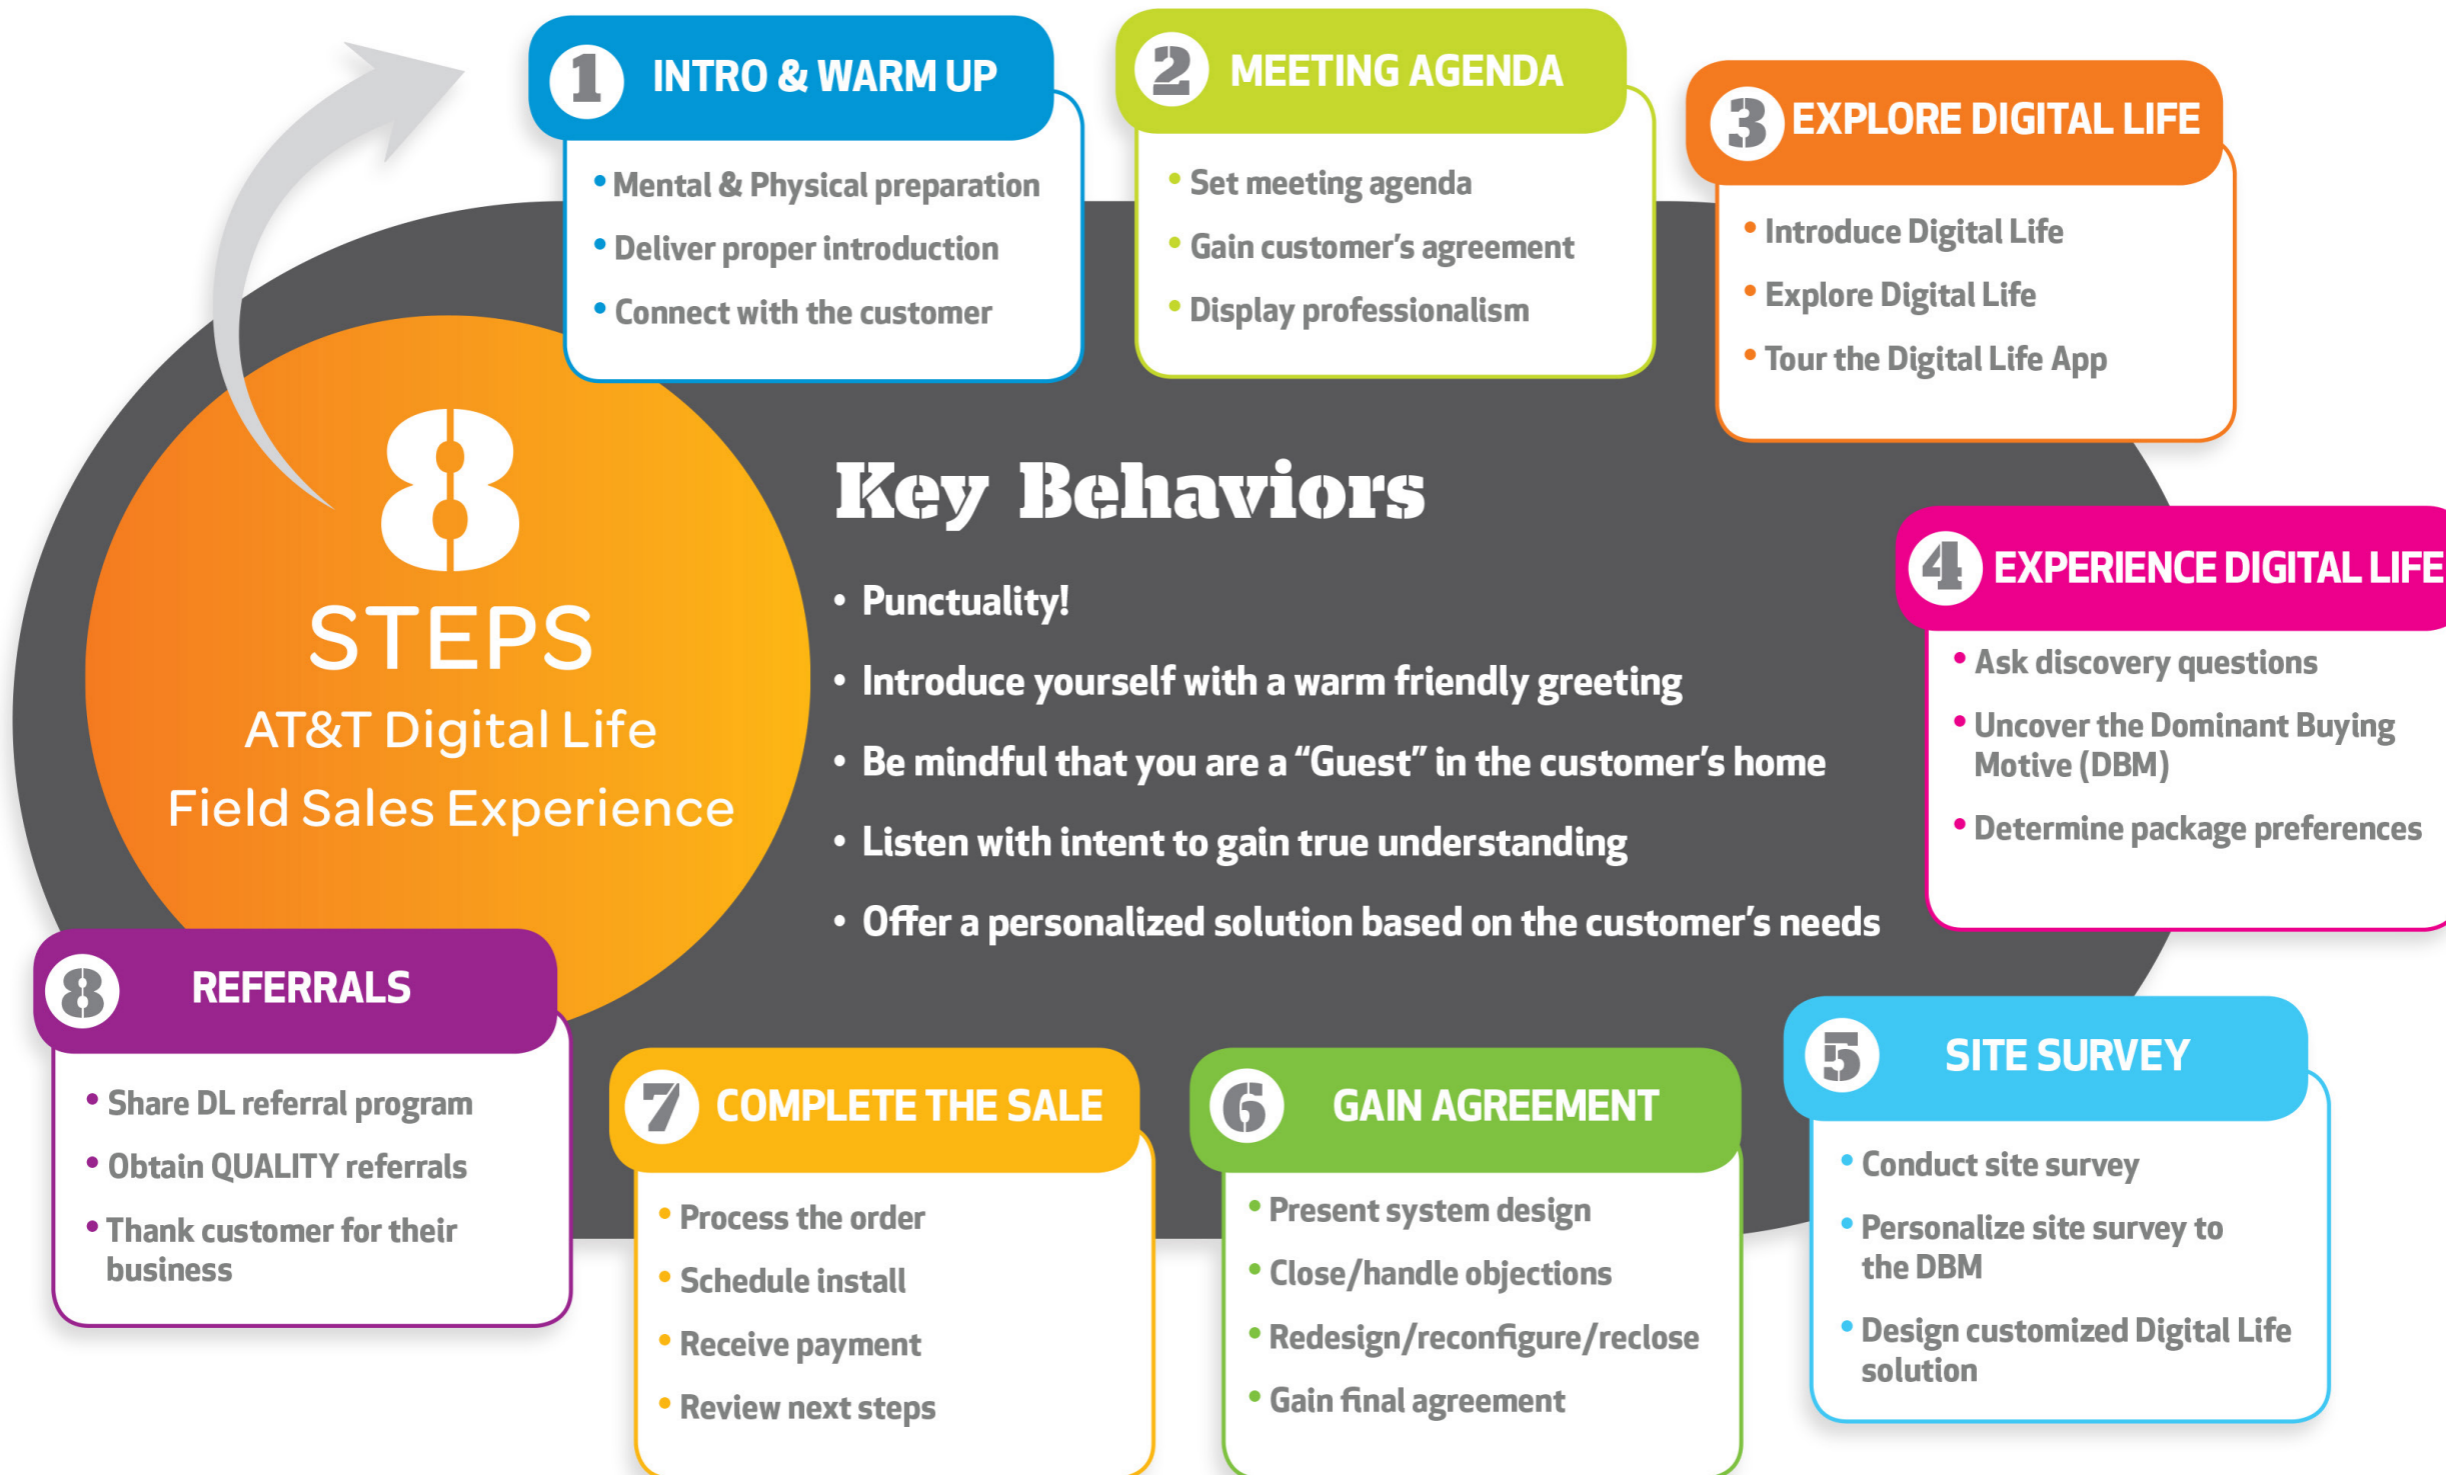 8
STEPS
AT&T Digital Life
Field Sales Experience
1 INTRO & WARM UP
• Mental & Physical preparation
• Deliver proper introduction
• Connect with the customer
2 MEETING AGENDA
• Set meeting agenda
• Gain customer's agreement
• Display professionalism
3 EXPLORE DIGITAL LIFE
• Introduce Digital Life
• Explore Digital Life
• Tour the Digital Life App
Key Behaviors
• Punctuality!
• Introduce yourself with a warm friendly greeting
• Be mindful that you are a “Guest” in the customer's home
• Listen with intent to gain true understanding
• Offer a personalized solution based on the customer's needs
4 EXPERIENCE DIGITAL LIFE
• Ask discovery questions
• Uncover the Dominant Buying
Motive (DBM)
• Determine package preferences
5 SITE SURVEY
• Conduct site survey
• Personalize site survey to
the DBM
• Design customized Digital Life
solution
6 GAIN AGREEMENT
• Present system design
• Close/handle objections
• Redesign/reconfigure/reclose
• Gain final agreement
7 COMPLETE THE SALE
• Process the order
• Schedule install
• Receive payment
• Review next steps
8 REFERRALS
• Share DL referral program
• Obtain QUALITY referrals
• Thank customer for their
business